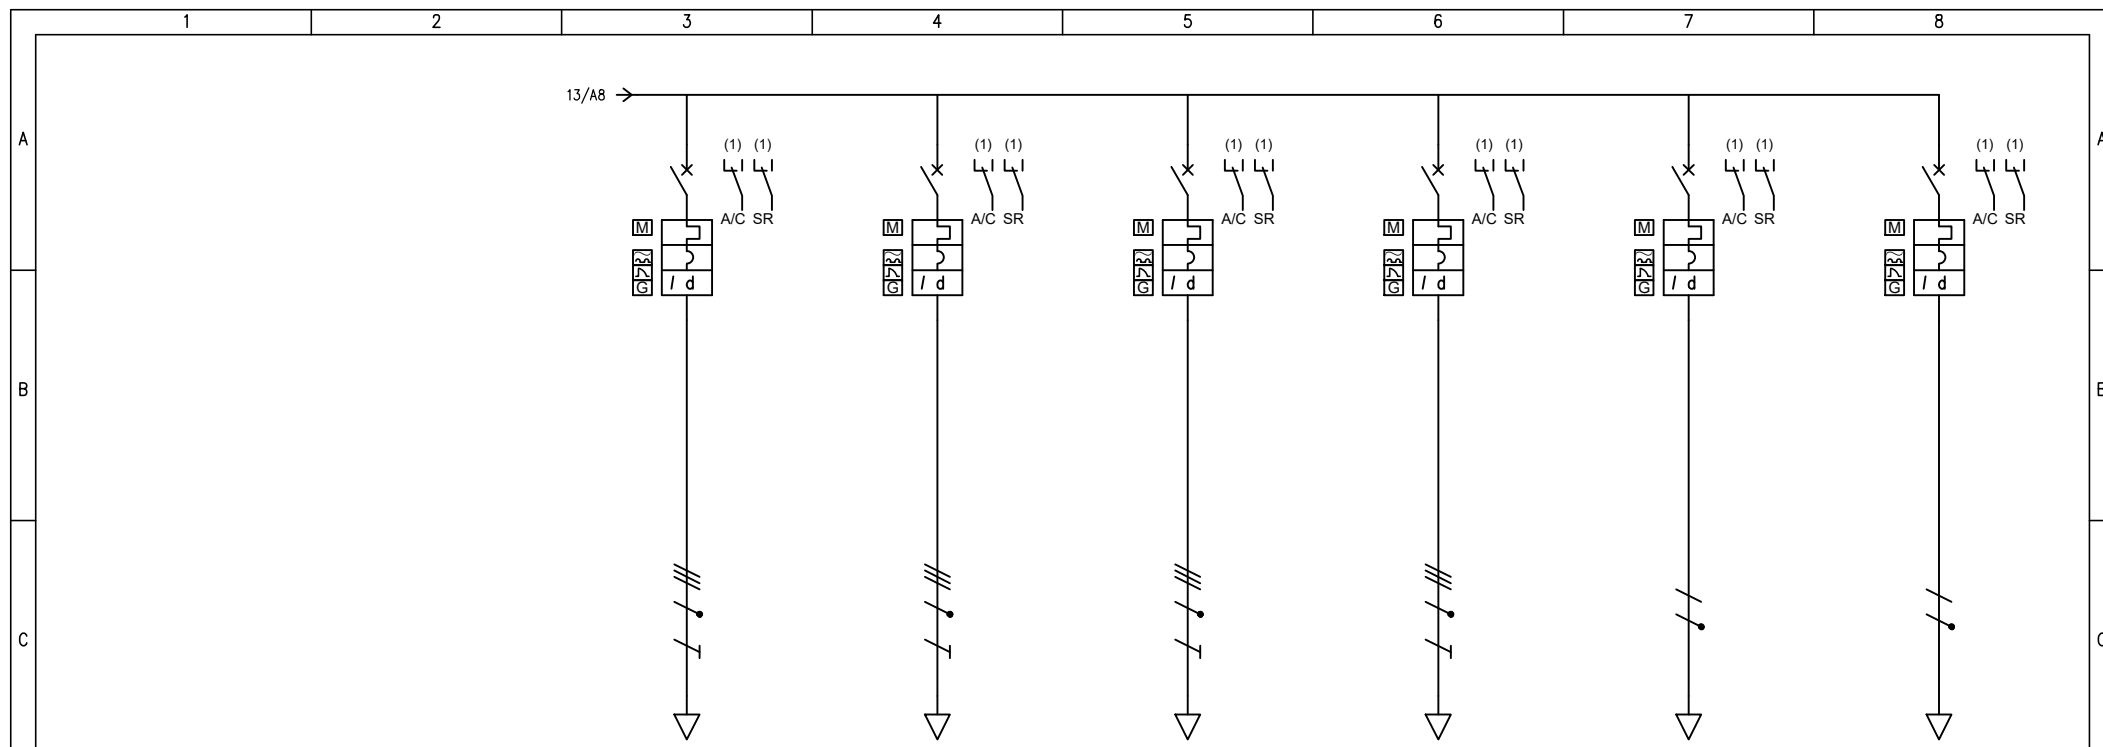 1 2 3 4 5 6 7 8
13/A8
A A
(1) (1) (1) (1) (1) (1) (1) (1) (1) (1) (1) (1)
A/C SR A/C SR A/C SR A/C SR A/C SR A/C SR
M M M M M M
I d I d I d I d I d I d
G G G G G G
B
C